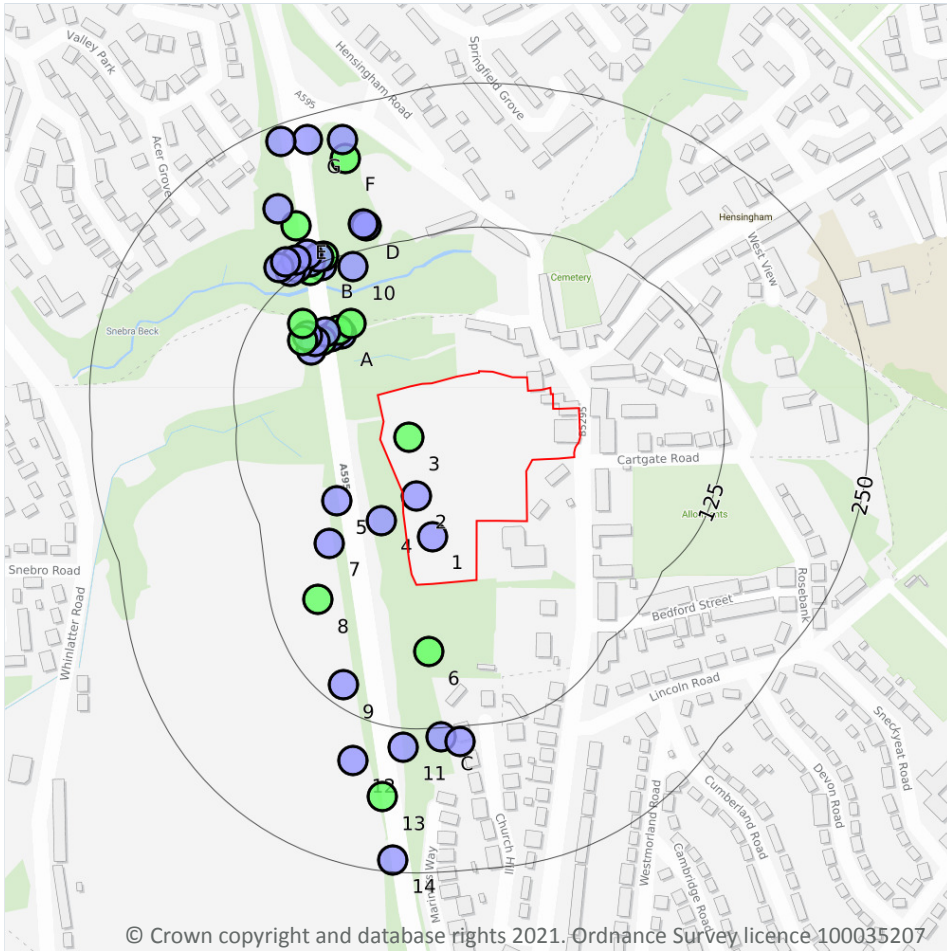 Valley Park
Hensingham Road
Springfield Grove
A595
Acer Grove
G
F
Hensingham
West View
D
E
B
10
Cemetery
Snebra Beck
A
B5295
3
A595
Cartgate Road
125
250
2
5
4
1
Allotments
7
Snebro Road
Whinlatter Road
8
Bedford Street
Rosebank
6
Lincoln Road
9
C
11
12
13
Sneckyeat Road
Devon Road
Cumberland Road
Westmorland Road
Cambridge Road
Church Hill
14
© Crown copyright and database rights 2021. Ordnance Survey licence 100035207.